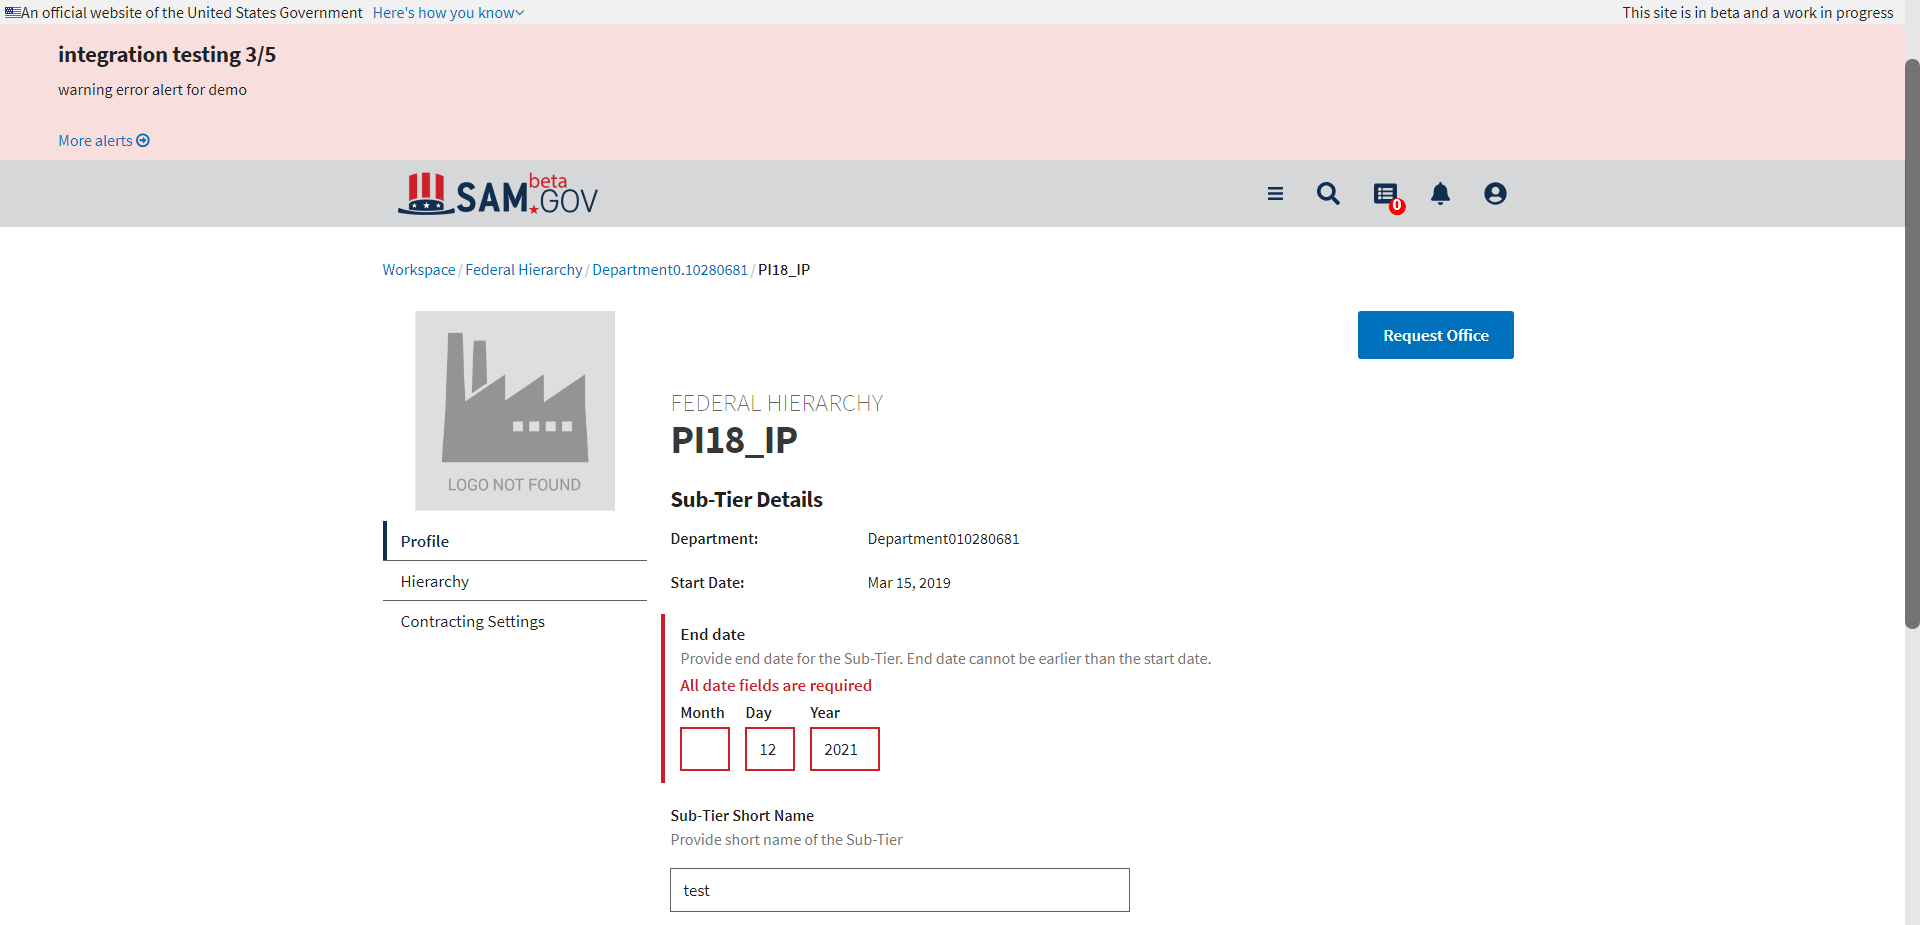 An official website of the United States Government Here's how you know
This site is in beta and a work in progress
integration testing 3/5
warning error alert for demo
More alerts
SAM.GOV beta
0
Workspace / Federal Hierarchy / Department0.10280681 / PI18_IP
LOGO NOT FOUND
Request Office
Profile
Hierarchy
Contracting Settings
FEDERAL HIERARCHY
PI18_IP
Sub-Tier Details
Department: Department010280681
Start Date: Mar 15, 2019
End date
Provide end date for the Sub-Tier. End date cannot be earlier than the start date.
All date fields are required
Month Day Year
12 2021
Sub-Tier Short Name
Provide short name of the Sub-Tier
test